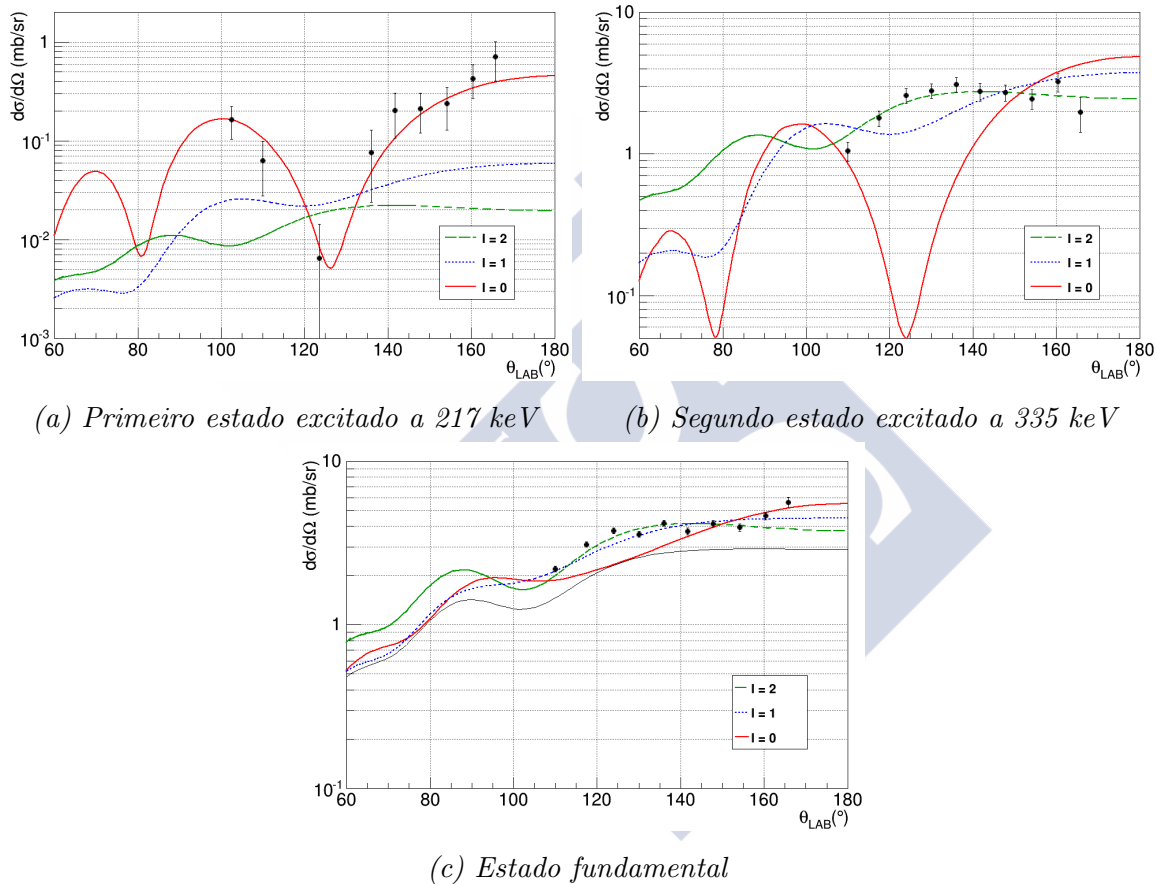 dσ/dΩ (mb/sr)
1
10⁻¹
10⁻²
10⁻³
l = 2
l = 1
l = 0
60 80 100 120 140 160 180
θLAB(°)
(a) Primeiro estado excitado a 217 keV
dσ/dΩ (mb/sr)
10
1
10⁻¹
l = 2
l = 1
l = 0
60 80 100 120 140 160 180
θLAB(°)
(b) Segundo estado excitado a 335 keV
dσ/dΩ (mb/sr)
10
1
10⁻¹
l = 2
l = 1
l = 0
60 80 100 120 140 160 180
θLAB(°)
(c) Estado fundamental